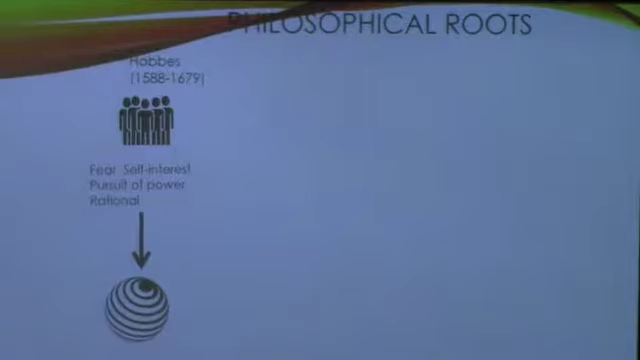 PHILOSOPHICAL ROOTS
Hobbes
(1588-1679)
Fear Self-interest
Pursuit of power
Rational